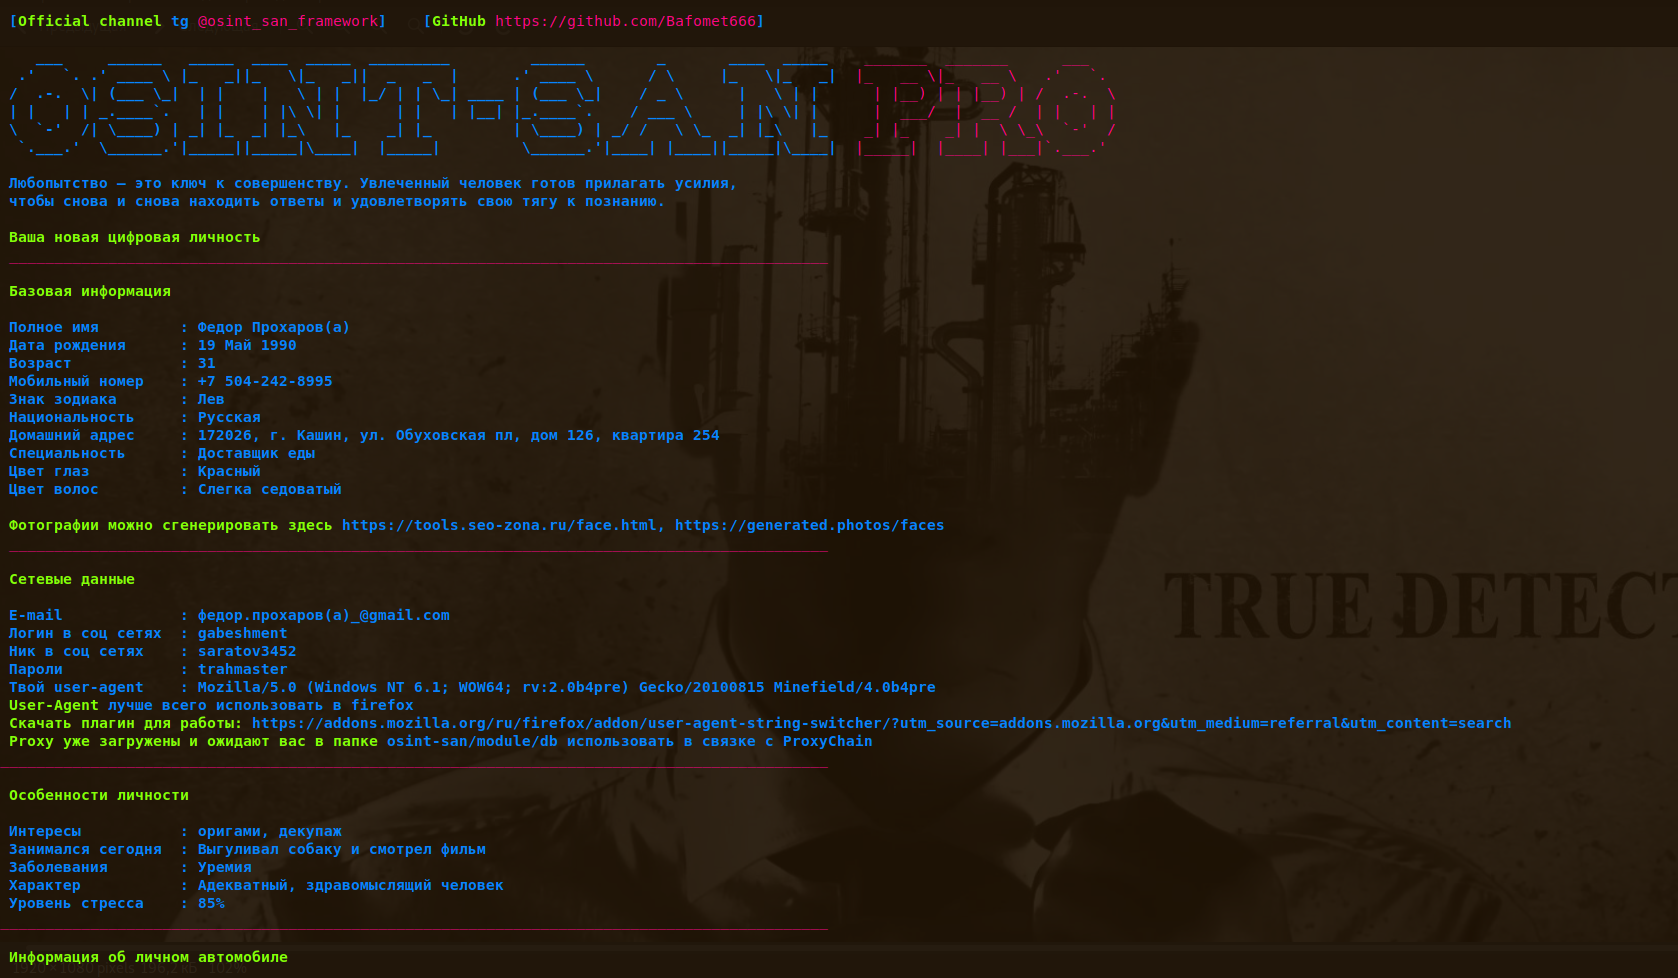 [Official channel tg @osint_san_framework]    [GitHub https://github.com/Bafomet666]
OSINT-SAN PRO
Любопытство – это ключ к совершенству. Увлеченный человек готов прилагать усилия,
чтобы снова и снова находить ответы и удовлетворять свою тягу к познанию.
Ваша новая цифровая личность
Базовая информация
Полное имя         : Федор Прохаров(а)
Дата рождения      : 19 Май 1990
Возраст            : 31
Мобильный номер    : +7 504-242-8995
Знак зодиака       : Лев
Национальность     : Русская
Домашний адрес     : 172026, г. Кашин, ул. Обуховская пл, дом 126, квартира 254
Специальность      : Доставщик еды
Цвет глаз          : Красный
Цвет волос         : Слегка седоватый
Фотографии можно сгенерировать здесь https://tools.seo-zona.ru/face.html, https://generated.photos/faces
Сетевые данные
TRUE DETECT
E-mail             : федор.прохаров(а)_@gmail.com
Логин в соц сетях  : gabeshment
Ник в соц сетях    : saratov3452
Пароли             : trahmaster
Твой user-agent    : Mozilla/5.0 (Windows NT 6.1; WOW64; rv:2.0b4pre) Gecko/20100815 Minefield/4.0b4pre
User-Agent лучше всего использовать в firefox
Скачать плагин для работы: https://addons.mozilla.org/ru/firefox/addon/user-agent-string-switcher/?utm_source=addons.mozilla.org&utm_medium=referral&utm_content=search
Proxy уже загружены и ожидают вас в папке osint-san/module/db использовать в связке с ProxyChain
Особенности личности
Интересы           : оригами, декупаж
Занимался сегодня  : Выгуливал собаку и смотрел фильм
Заболевания        : Уремия
Характер           : Адекватный, здравомыслящий человек
Уровень стресса    : 85%
Информация об личном автомобиле
1920 × 1080 pixels 196,2 kB 102%